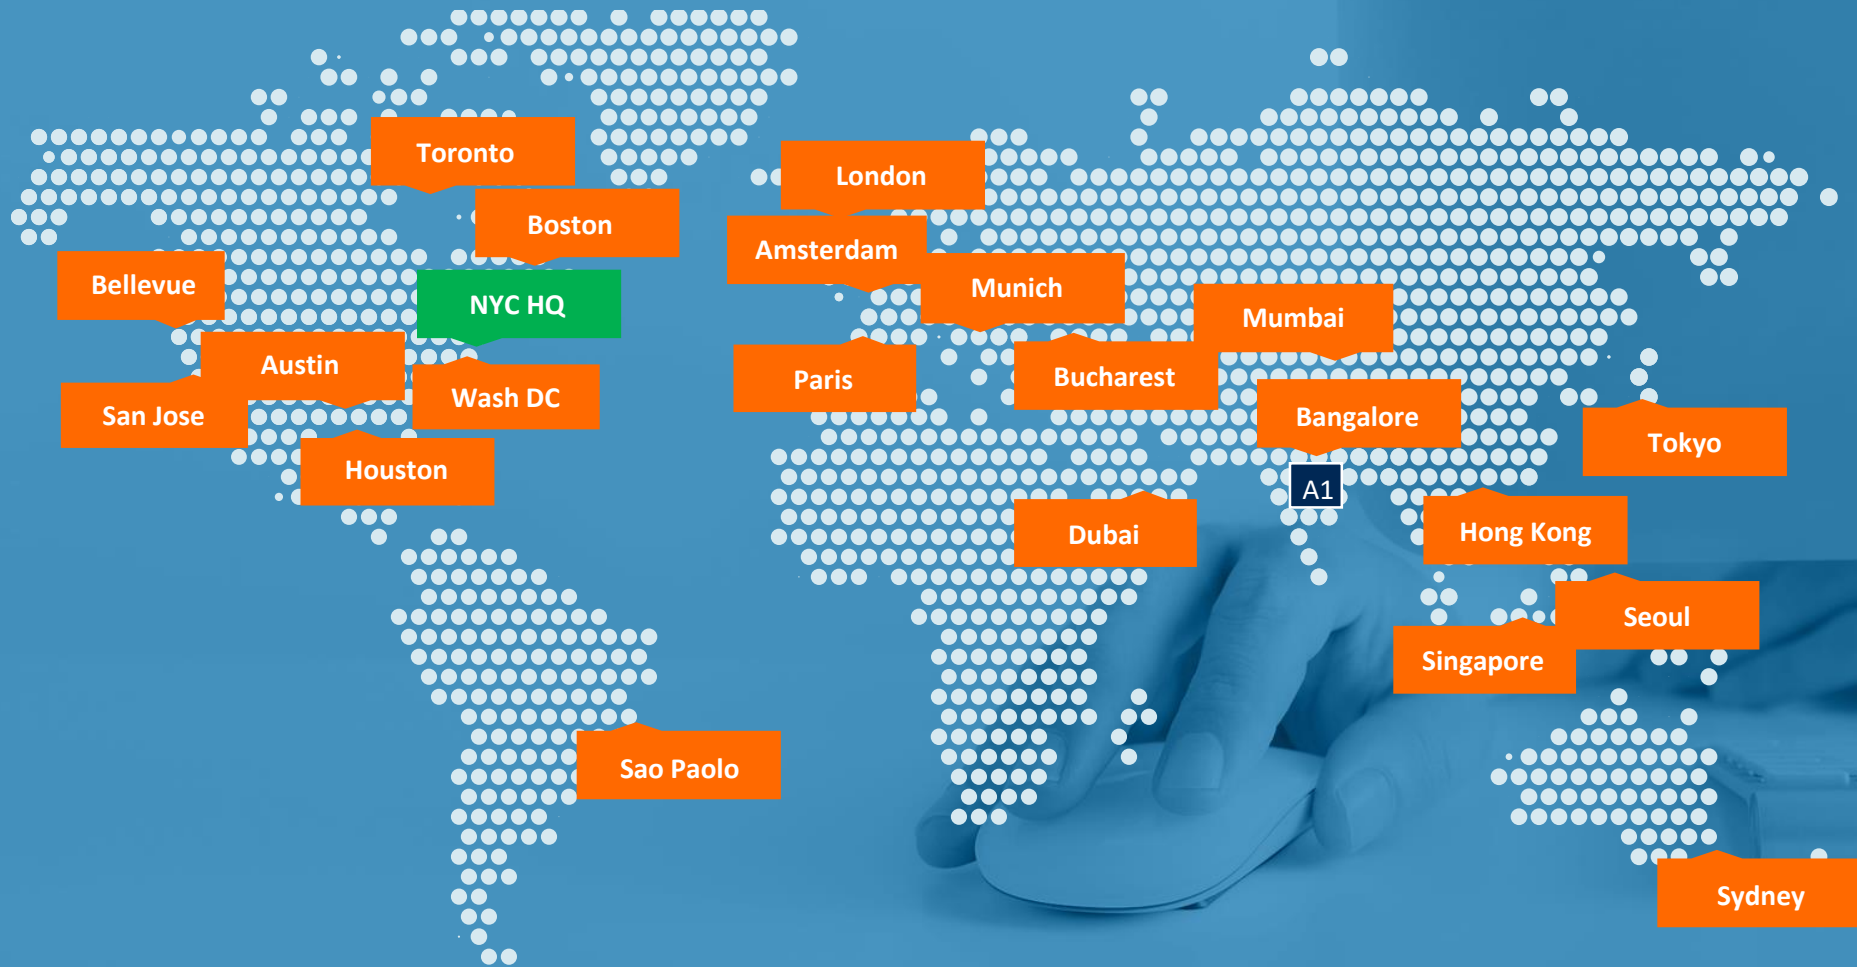 Toronto
London
Boston
Amsterdam
Bellevue
NYC HQ
Munich
Mumbai
Austin
Wash DC
Paris
Bucharest
San Jose
Bangalore
Tokyo
Houston
A1
Dubai
Hong Kong
Seoul
Singapore
Sao Paolo
Sydney